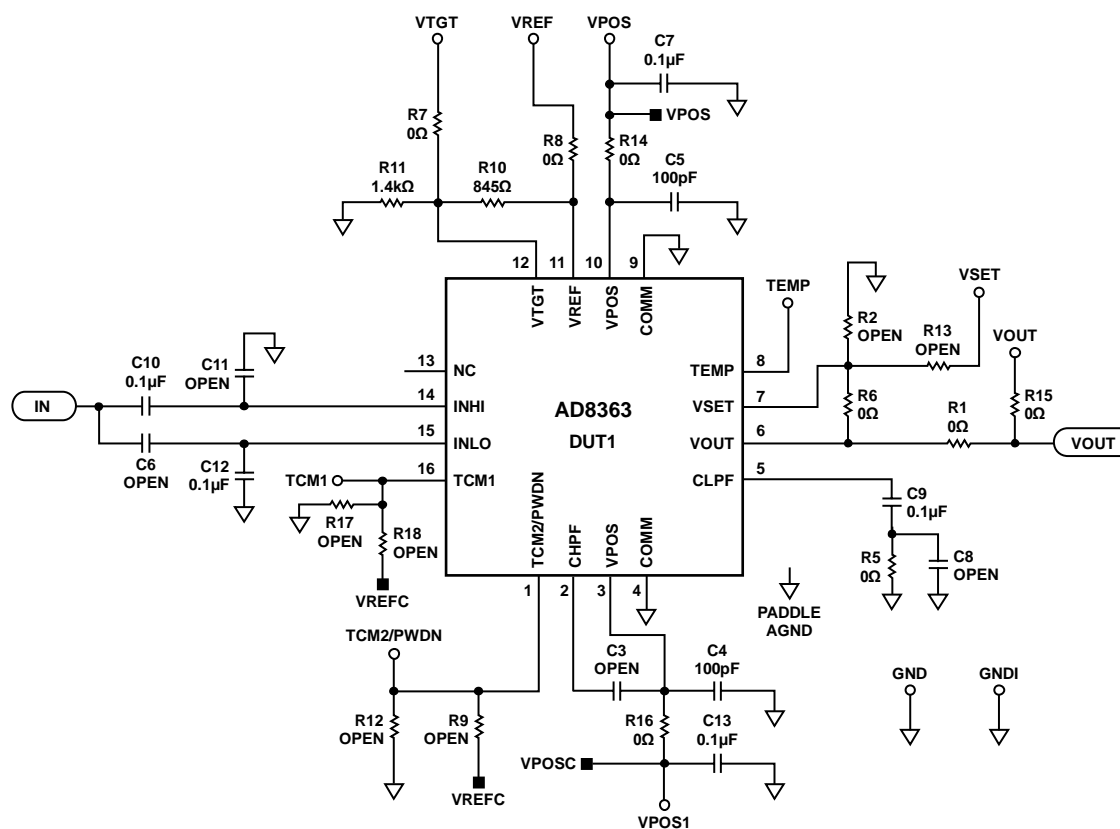 VTGT
VREF
VPOS
C7
0.1µF
R7
0Ω
VPOS
R8
0Ω
R14
0Ω
C5
100pF
R11
1.4kΩ
R10
845Ω
12
11
10
9
VTGT
VREF
VPOS
COMM
TEMP
VSET
R2
OPEN
R13
OPEN
VOUT
C10
0.1µF
C11
OPEN
13
NC
TEMP
8
IN
14
INHI
AD8363
DUT1
VSET
7
R6
0Ω
R1
0Ω
R15
0Ω
15
INLO
VOUT
6
VOUT
C6
OPEN
C12
0.1µF
TCM1
16
TCM1
CLPF
5
C9
0.1µF
R17
OPEN
R18
OPEN
TCM2/PWDN
CHPF
VPOS
COMM
R5
0Ω
C8
OPEN
VREFC
1
2
3
4
PADDLE
AGND
TCM2/PWDN
C3
OPEN
C4
100pF
GND
GNDI
R12
OPEN
R9
OPEN
R16
0Ω
C13
0.1µF
VPOSC
VREFC
VPOS1